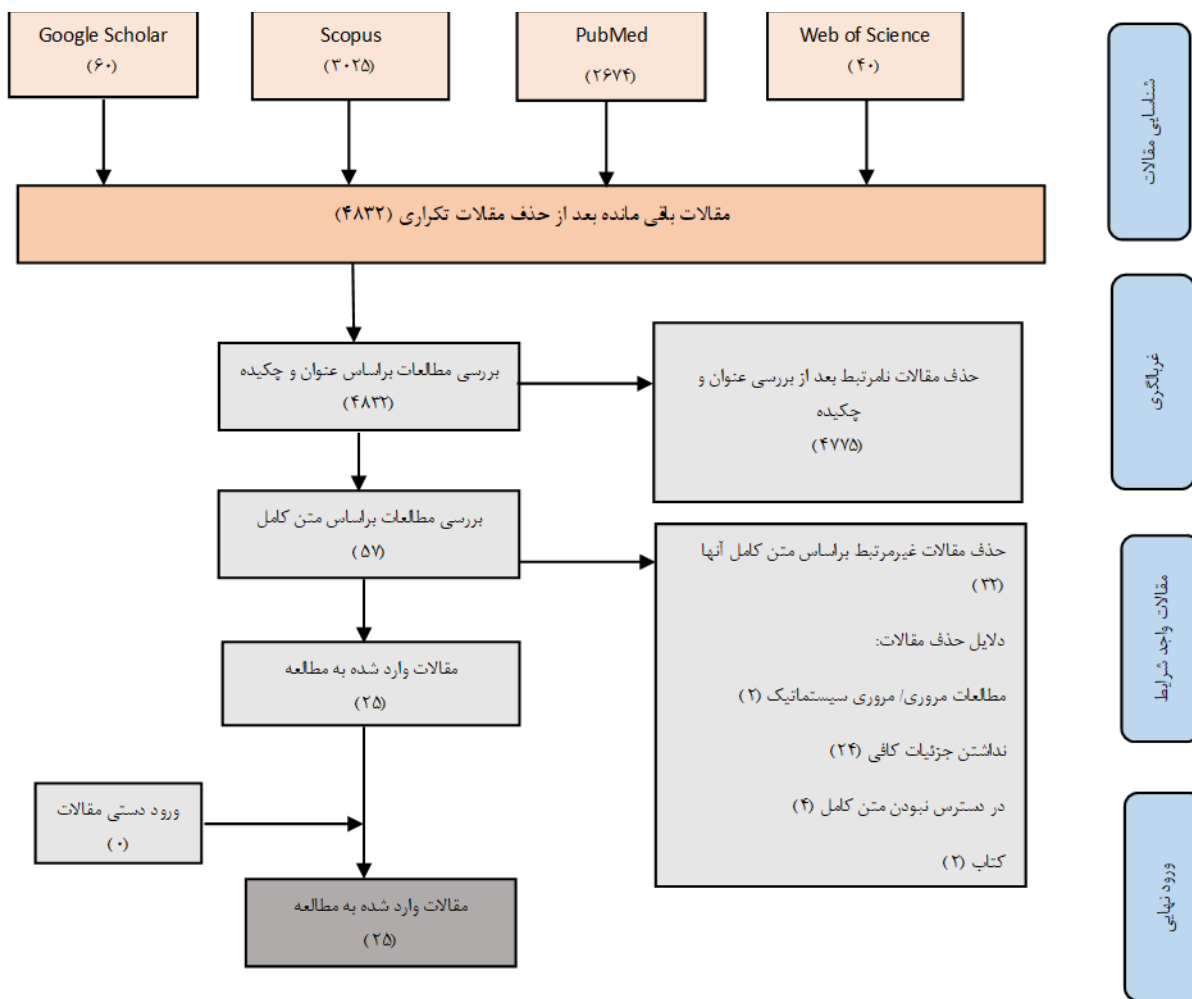 Google Scholar
(۶۰)
Scopus
(۳۰۲۵)
PubMed
(۲۶۷۴)
Web of Science
(۴۰)
شناسایی مقالات
مقالات باقی مانده بعد از حذف مقالات تکراری (۴۸۳۲)
غربالگری
بررسی مطالعات براساس عنوان و چکیده
(۴۸۳۲)
حذف مقالات نامرتبط بعد از بررسی عنوان و
چکیده
(۴۷۷۵)
بررسی مطالعات براساس متن کامل
(۵۷)
حذف مقالات غیرمرتبط براساس متن کامل آنها
(۳۲)
دلایل حذف مقالات:
مطالعات مروری/ مروری سیستماتیک (۲)
نداشتن جزئیات کافی (۲۴)
در دسترس نبودن متن کامل (۴)
کتاب (۲)
مقالات واجد شرایط
مقالات وارد شده به مطالعه
(۲۵)
ورود دستی مقالات
(۰)
مقالات وارد شده به مطالعه
(۲۵)
ورود نهایی